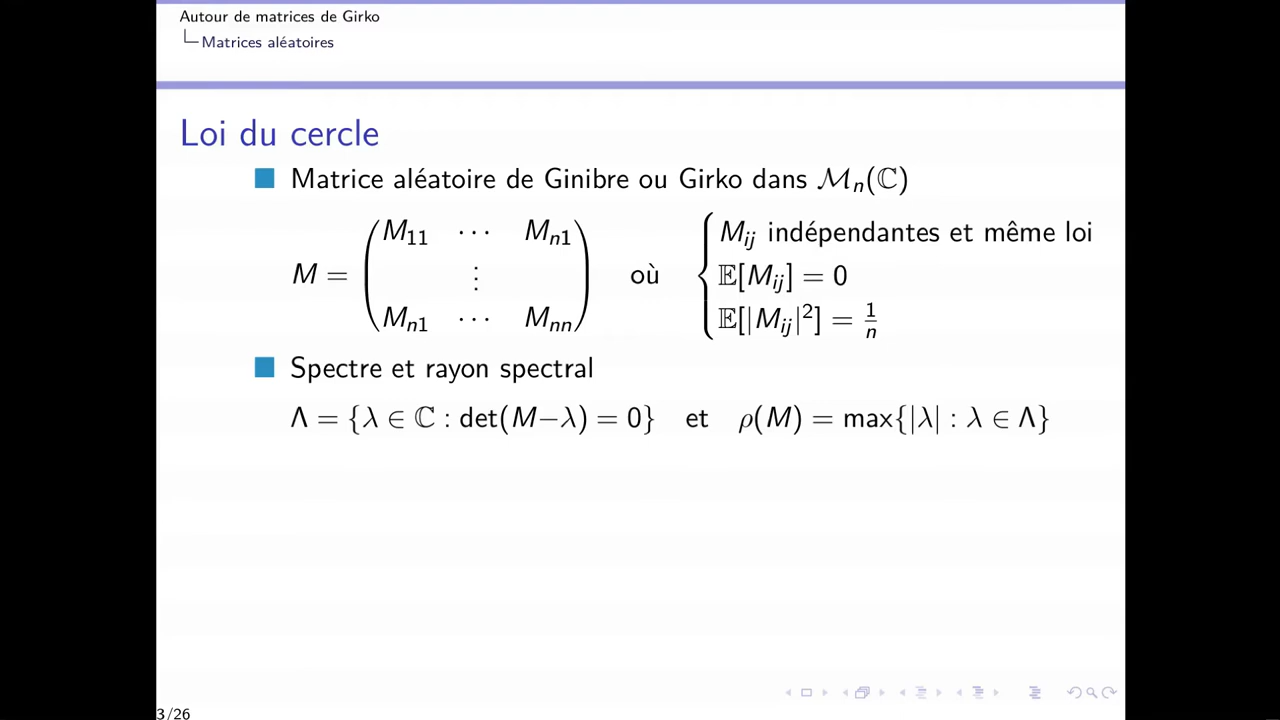 Autour de matrices de Girko
Matrices aléatoires
Loi du cercle
Matrice aléatoire de Ginibre ou Girko dans ℳₙ(ℂ)
M = ( M₁₁ ⋯ Mₙ₁ ⋮ Mₙ₁ ⋯ Mₙₙ ) où { Mᵢⱼ indépendantes et même loi
𝔼[Mᵢⱼ] = 0
𝔼[|Mᵢⱼ|²] = 1/n
Spectre et rayon spectral
Λ = {λ ∈ ℂ : det(M−λ) = 0} et ρ(M) = max{|λ| : λ ∈ Λ}
3/26